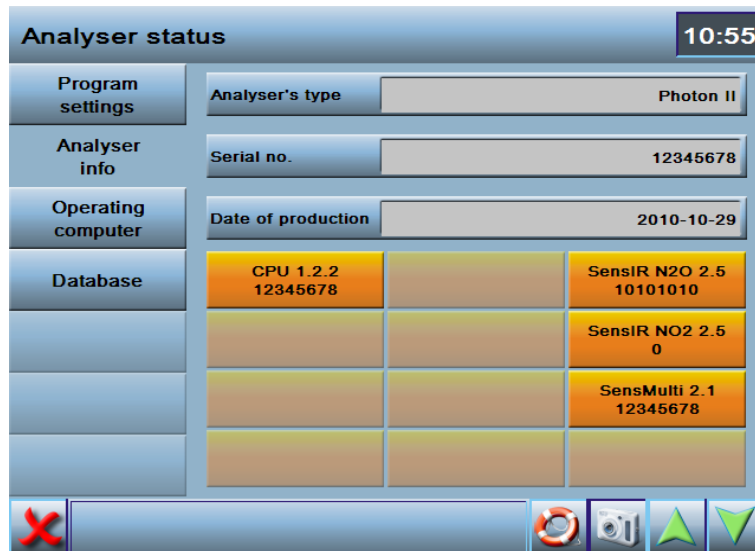 Analyser status
10:55
Program
settings
Analyser's type
Photon II
Analyser
info
Serial no.
12345678
Operating
computer
Date of production
2010-10-29
Database
CPU 1.2.2
12345678
SensIR N2O 2.5
10101010
SensIR NO2 2.5
0
SensMulti 2.1
12345678